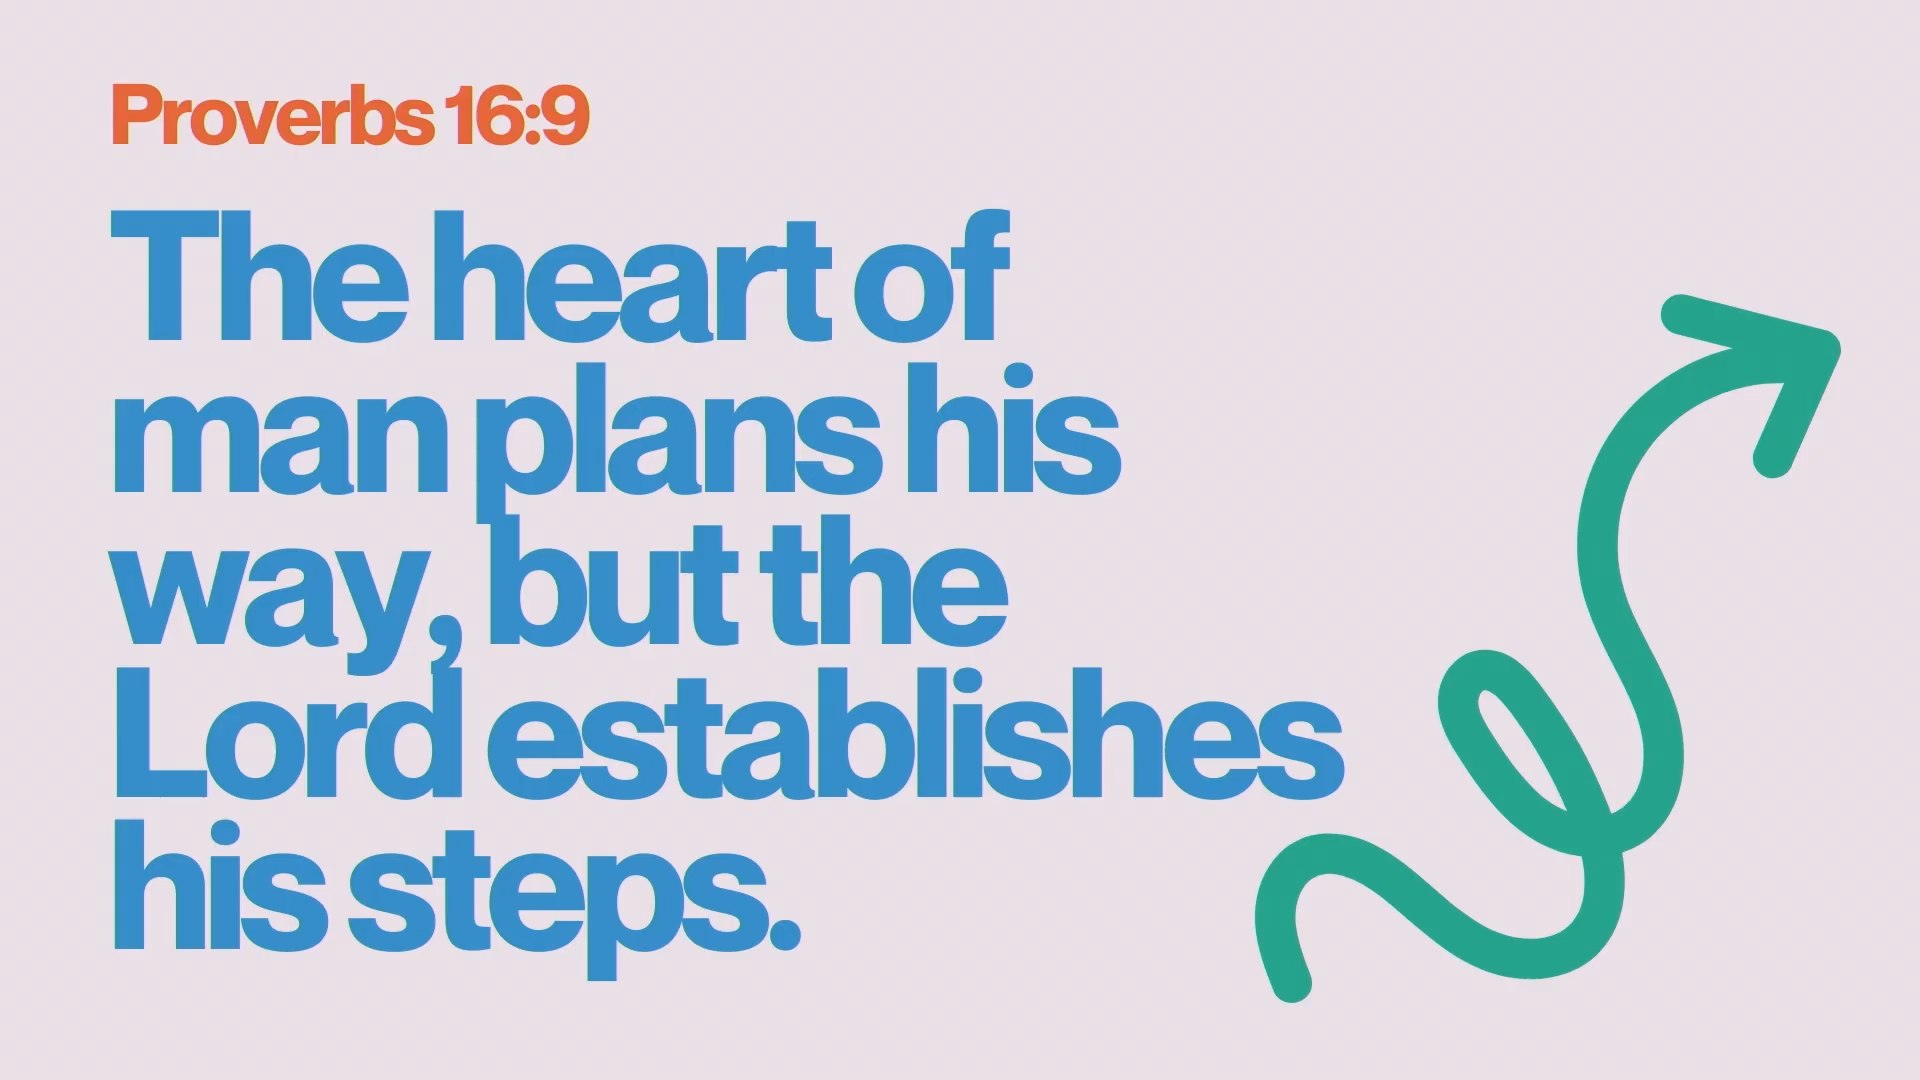 Proverbs 16:9
The heart of
man plans his
way, but the
Lord establishes
his steps.